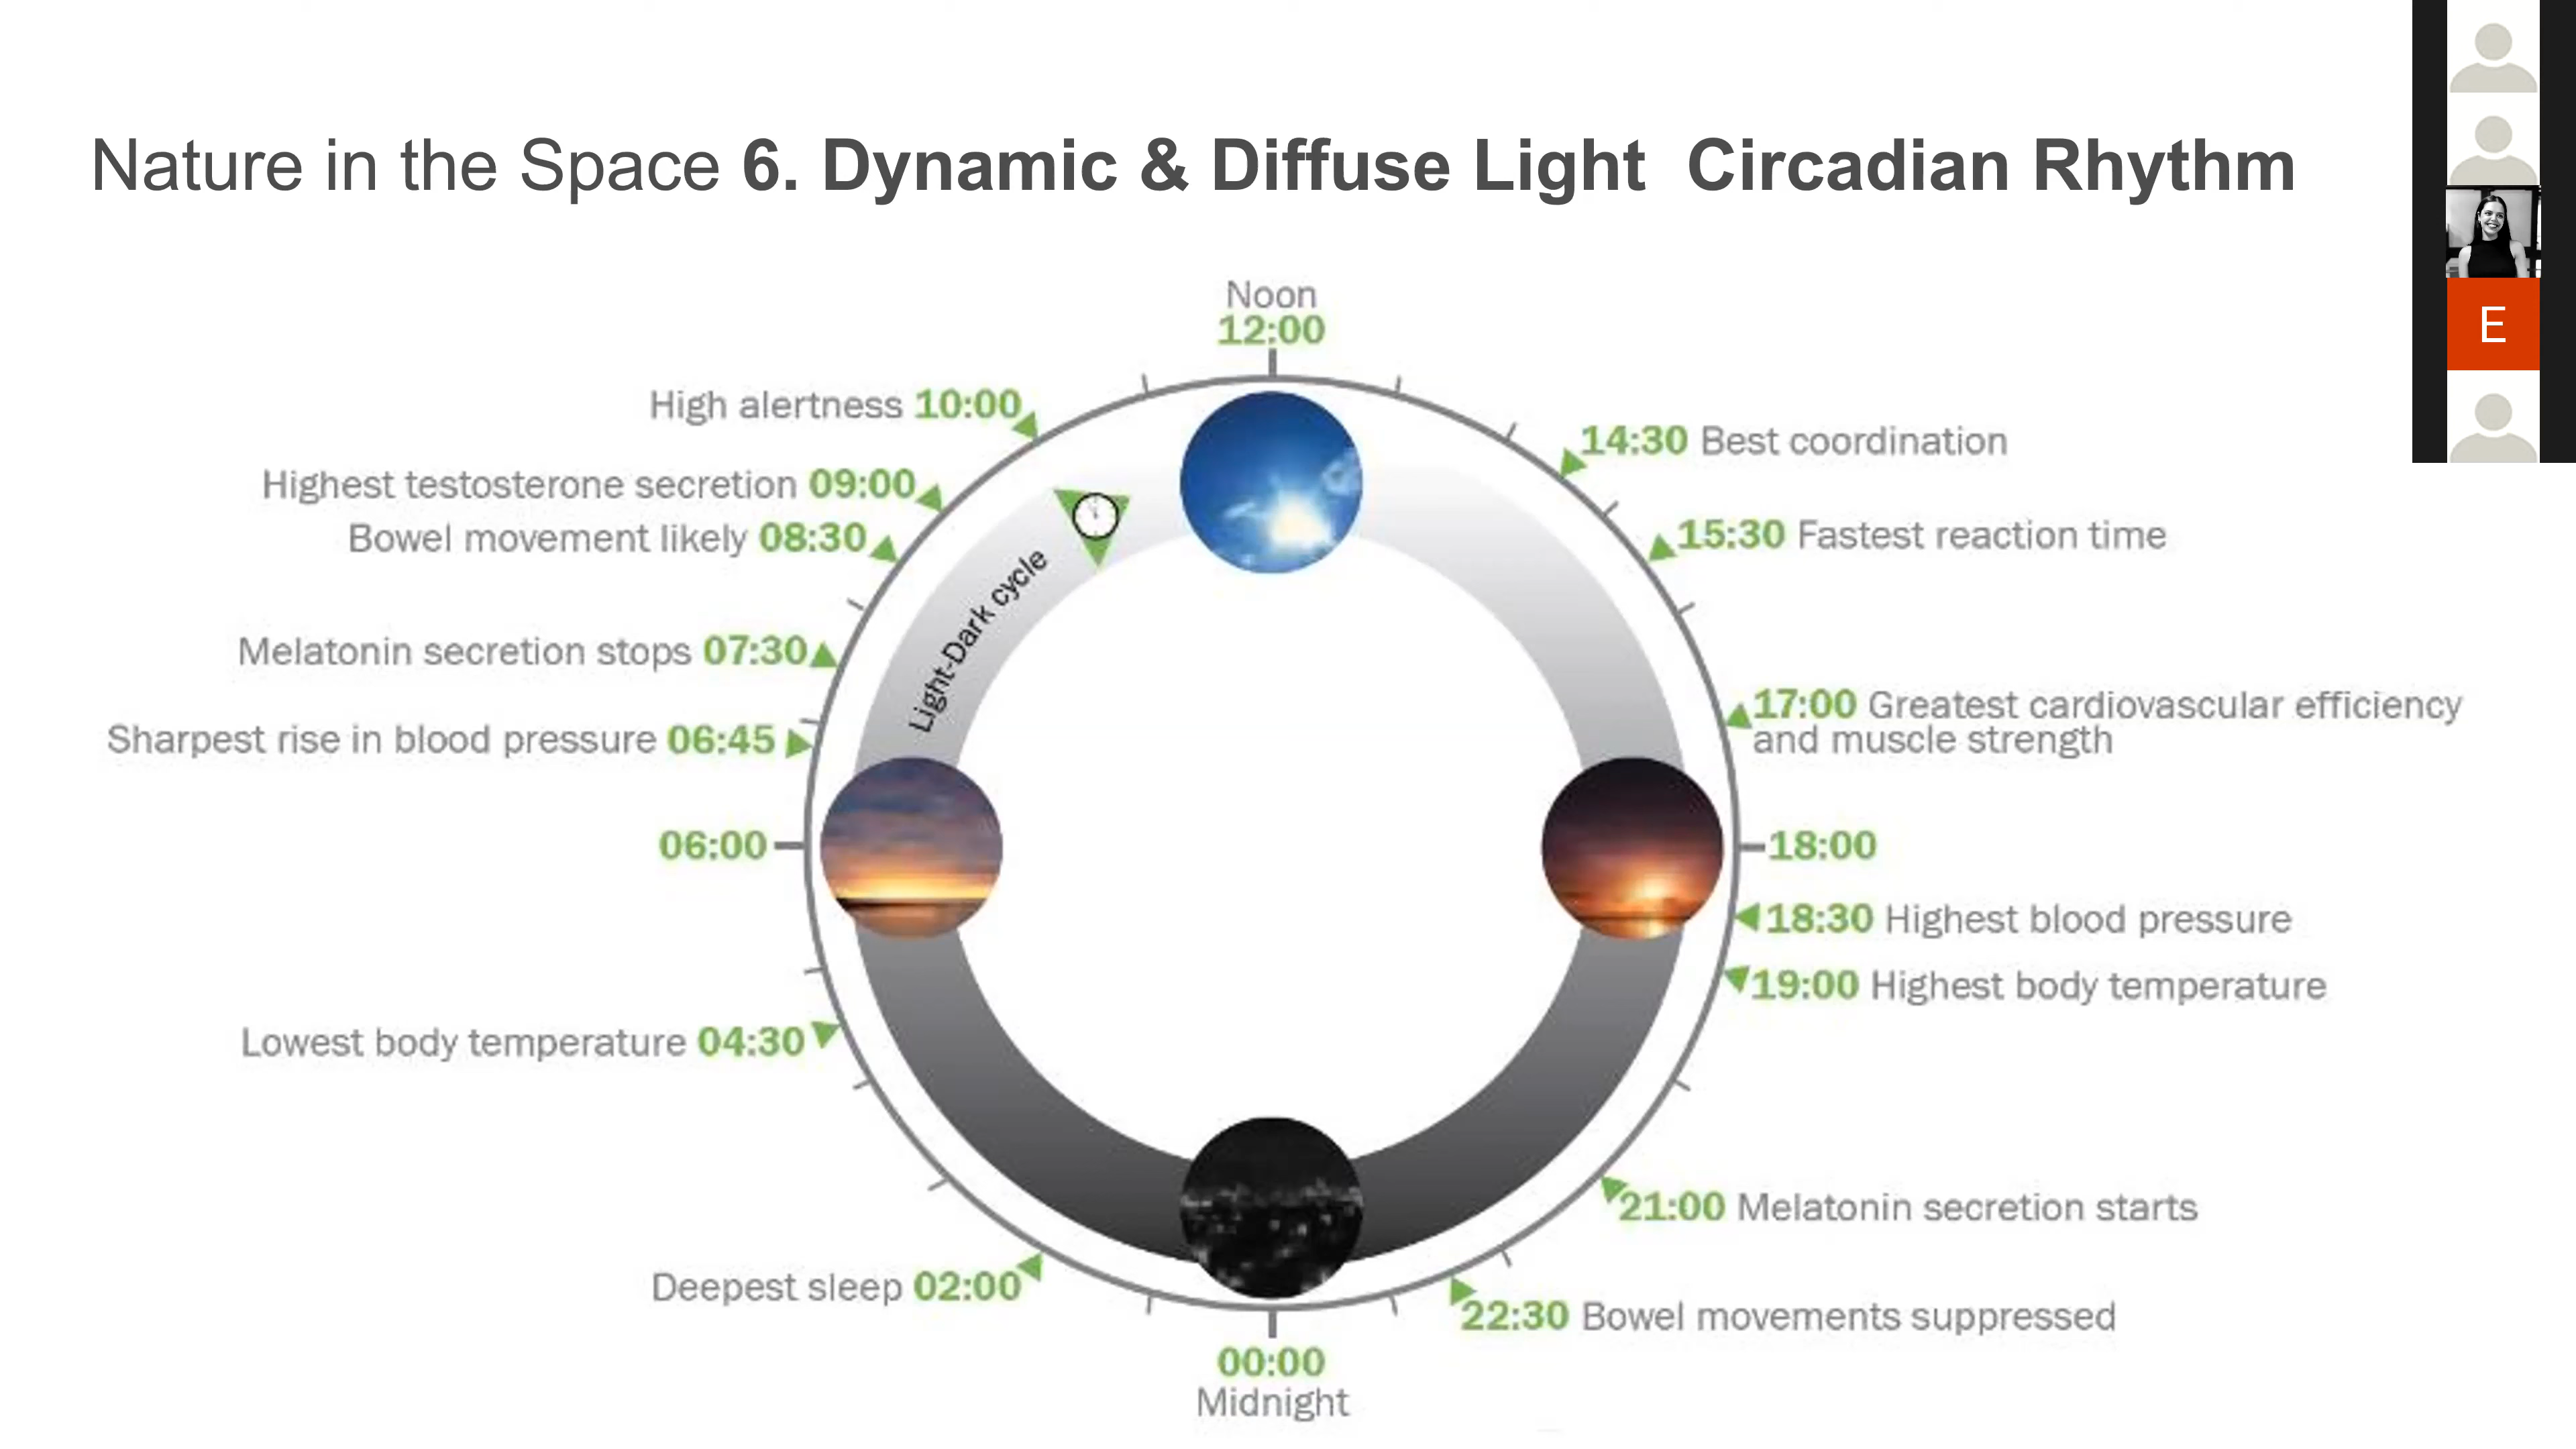 Nature in the Space 6. Dynamic & Diffuse Light  Circadian Rhythm
E
Noon
12:00
High alertness 10:00
14:30 Best coordination
Highest testosterone secretion 09:00
Bowel movement likely 08:30
15:30 Fastest reaction time
Light-Dark cycle
Melatonin secretion stops 07:30
17:00 Greatest cardiovascular efficiency
and muscle strength
Sharpest rise in blood pressure 06:45
06:00
18:00
18:30 Highest blood pressure
19:00 Highest body temperature
Lowest body temperature 04:30
21:00 Melatonin secretion starts
Deepest sleep 02:00
22:30 Bowel movements suppressed
00:00
Midnight